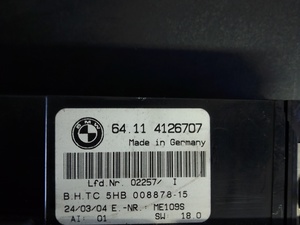 BMW
64.11 4126707
Made in Germany
Lfd.Nr. 02257/ I
B.H.TC 5HB 008878-15
24/03/04 E.-NR.: ME109S
AI: 01 SW: 18.0